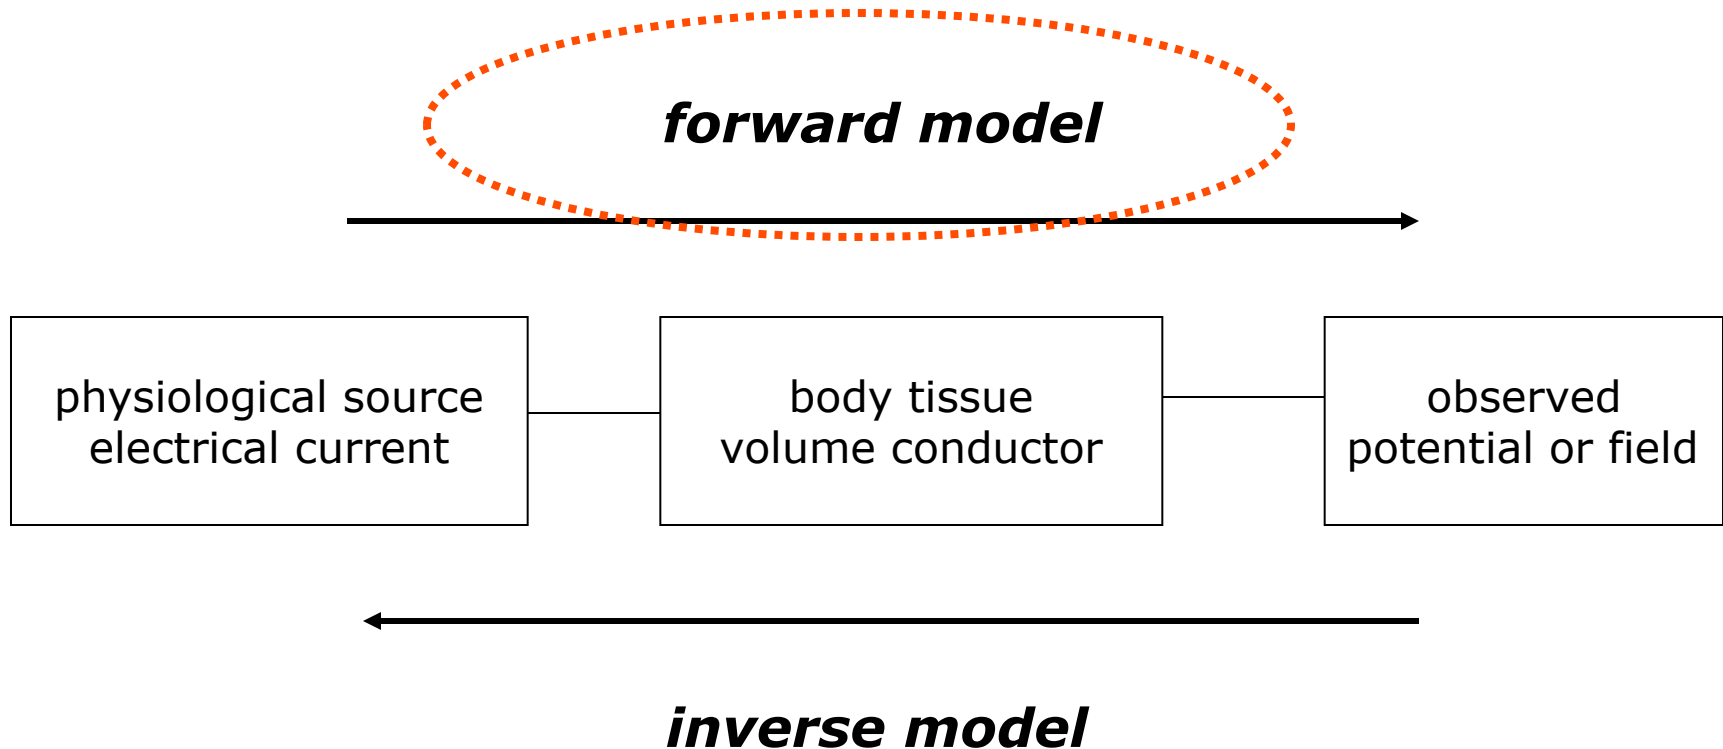 forward model
physiological source
electrical current
body tissue
volume conductor
observed
potential or field
inverse model